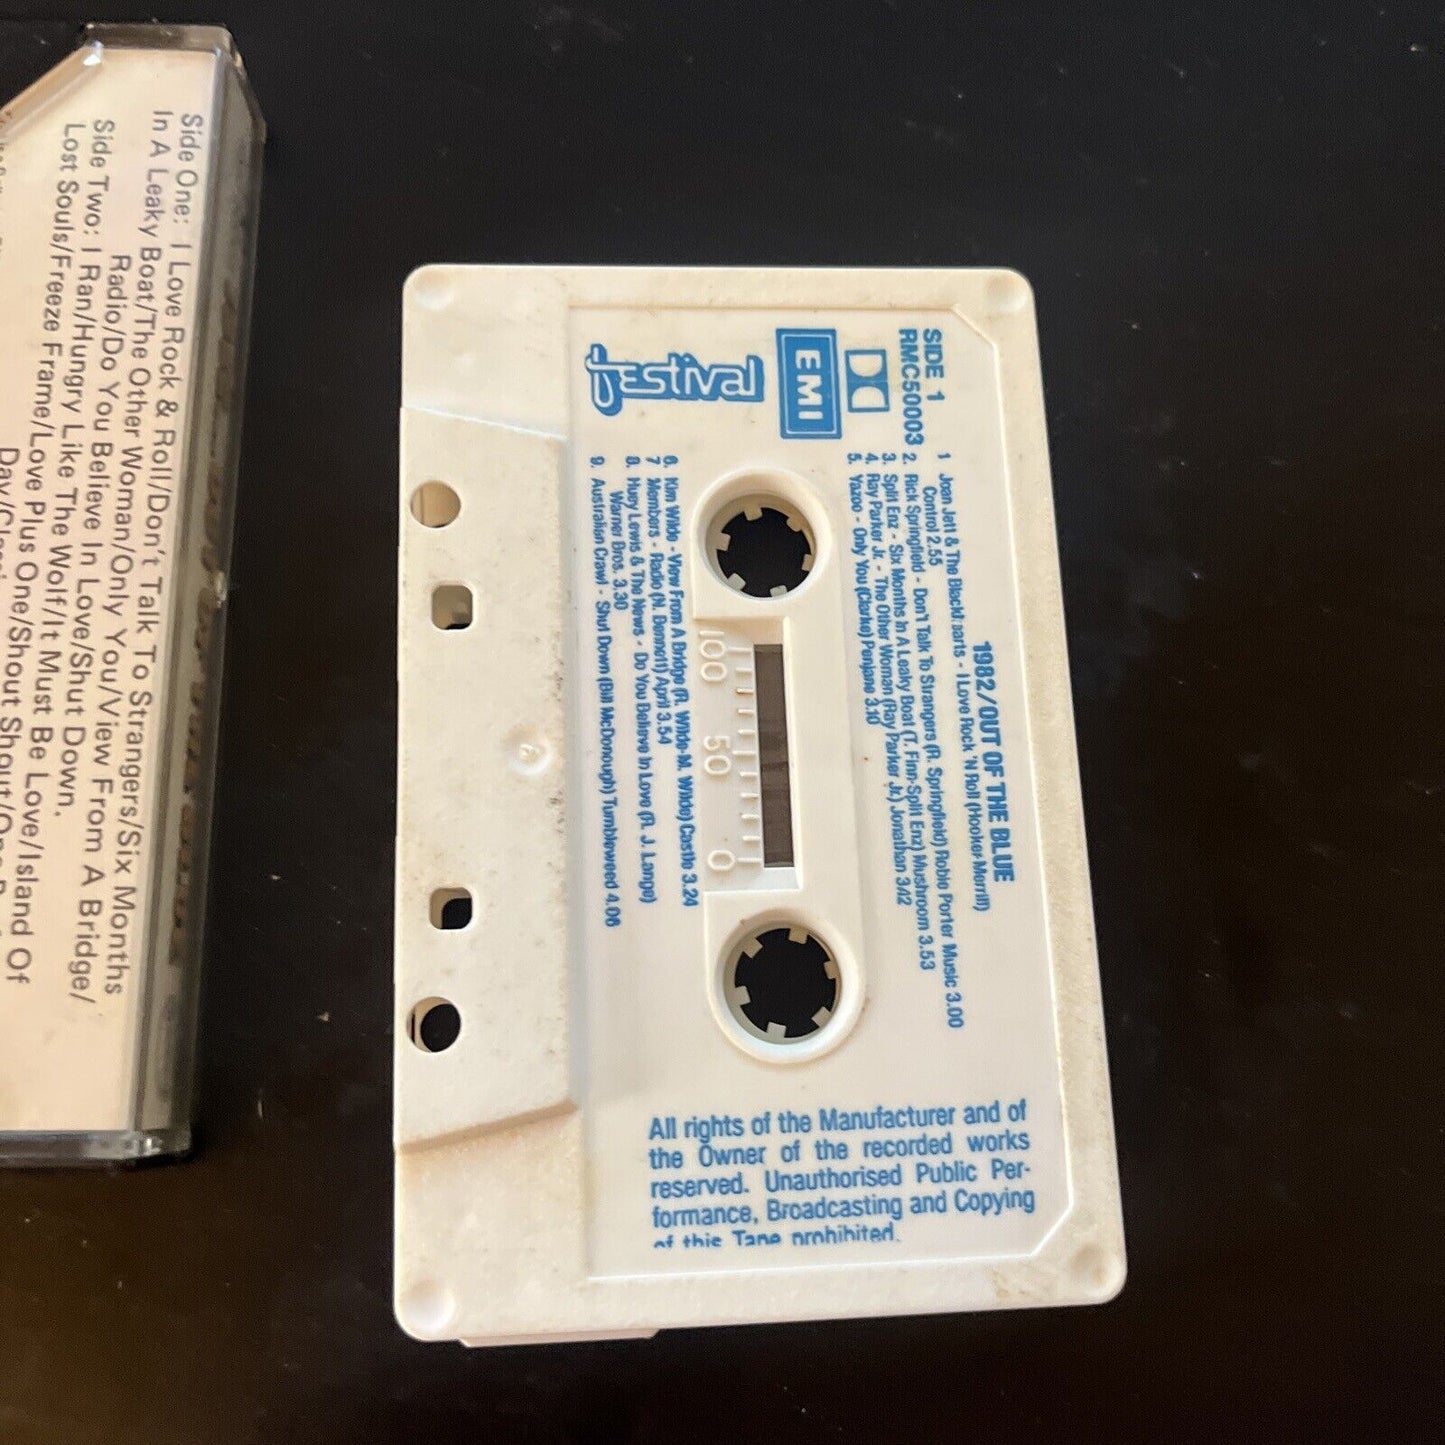 Side One: I Love Rock & Roll/Don't Talk To Strangers/Six Months
In A Leaky Boat/The Other Woman/Only You/View From A Bridge/
Radio/Do You Believe In Love/Shut Down.
Side Two: I Ran/Hungry Like The Wolf/It Must Be Love/Island Of
Lost Souls/Freeze Frame/Love Plus One/Shout Shout/
Day/
SIDE 1
RMC50003
EMI
Festival
1982/OUT OF THE BLUE
1 Joan Jett & The - I Love Rock 'N Roll (Hooker-Merrill)
Control 2.55
2. Rick Springfield - Don't Talk To Strangers (R. Springfield) Robie Porter Music 3.00
3. Split Enz - Six Months In A Leaky Boat (T. Finn-Split Enz) Mushroom 3.53
4. Ray Parker Jr. - The Other Woman (Ray Parker Jr.) Jonathan 3.42
5. Yazoo - Only You (Clarke) Penjane 3.10
6. Kim Wilde - View From A Bridge (R. Wilde-M. Wilde) Castle 3.24
7 Members - Radio (N. Bennett) April 3.54
8. Huey Lewis & The News - Do You Believe In Love (R. J. Lange)
Warner Bros. 3.30
9. Australian Crawl - Shut Down (Bill McDonough) Tumbleweed 4.06
100 50 0
a
All rights of the Manufacturer and of
the Owner of the recorded works
reserved. Unauthorised Public Per-
formance, Broadcasting and Copying
of this Tape prohibited.